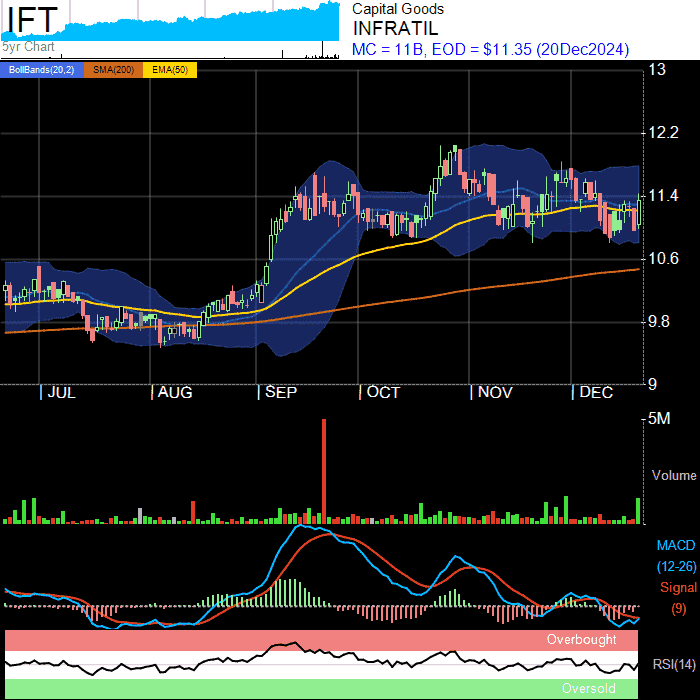 IFT
5yr Chart
Capital Goods
INFRATIL
MC = 11B, EOD = $11.35 (20Dec2024)
BollBands(20,2) SMA(200) EMA(50)
13
12.2
11.4
10.6
9.8
9
JUL AUG SEP OCT NOV DEC
5M
Volume
MACD
(12-26)
Signal
(9)
Overbought
RSI(14)
Oversold